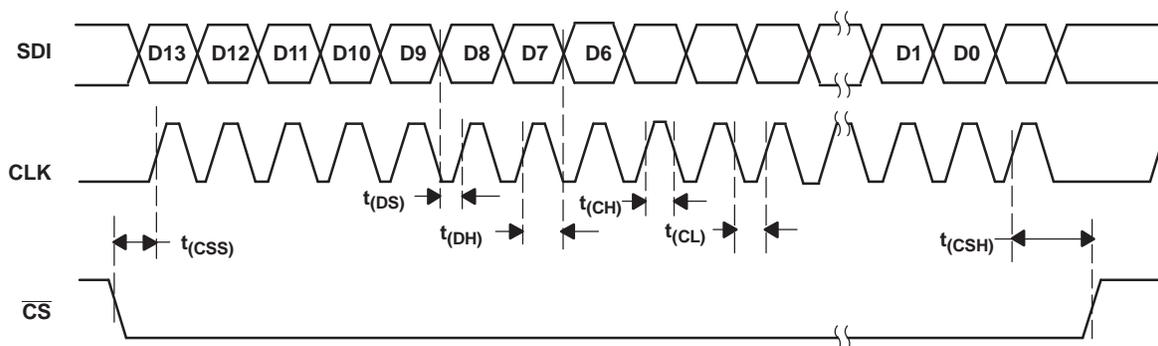 SDI D13 D12 D11 D10 D9 D8 D7 D6 D1 D0
CLK
t(DS) t(CH)
t(CSS) t(DH) t(CL) t(CSH)
CS